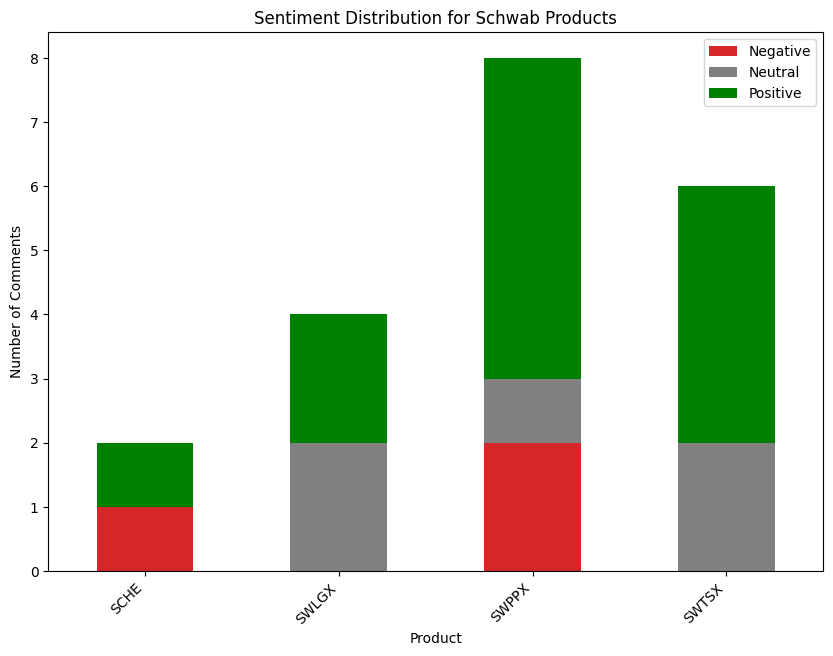 Sentiment Distribution for Schwab Products
Negative
Neutral
Positive
8
7
6
5
4
3
2
1
0
Number of Comments
SCHE
SWLGX
SWPPX
SWTSX
Product